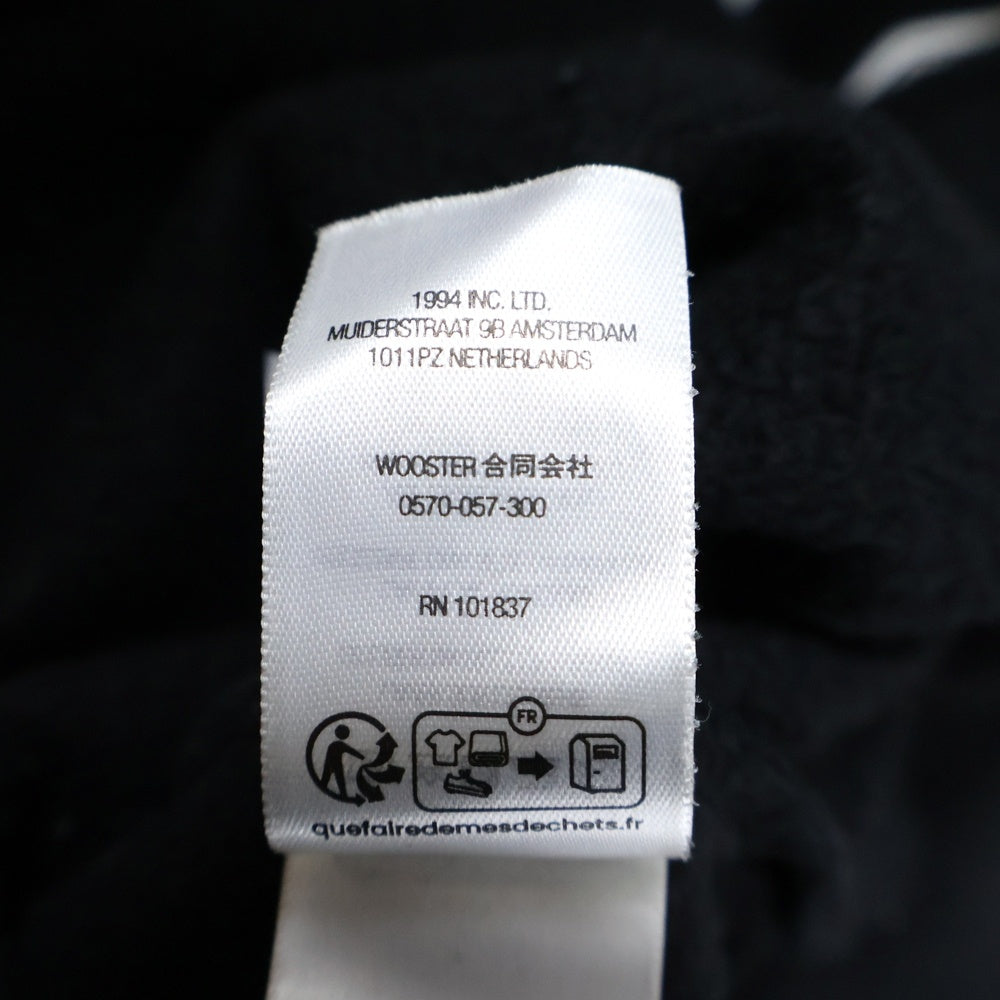 1994 INC. LTD.
MUIDERSTRAAT 9B AMSTERDAM
1011PZ NETHERLANDS
WOOSTER 合同会社
0570-057-300
RN 101837
FR
quefairedemesdechets.fr